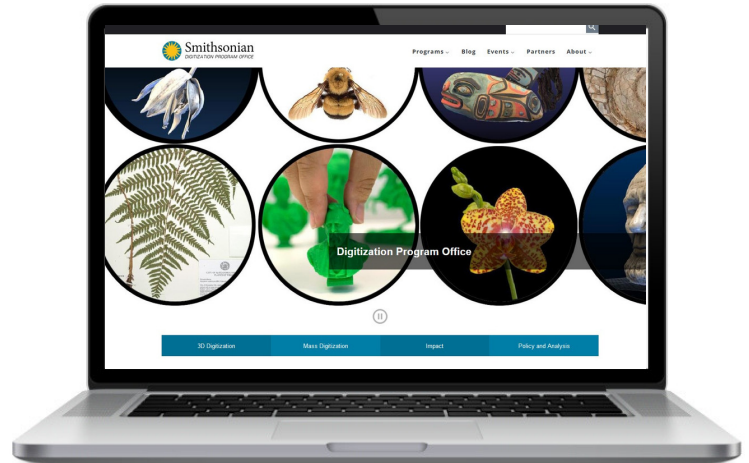 Smithsonian
DIGITIZATION PROGRAM OFFICE
Programs Blog Events Partners About
Digitization Program Office
3D Digitization Mass Digitization Impact Policy and Analysis